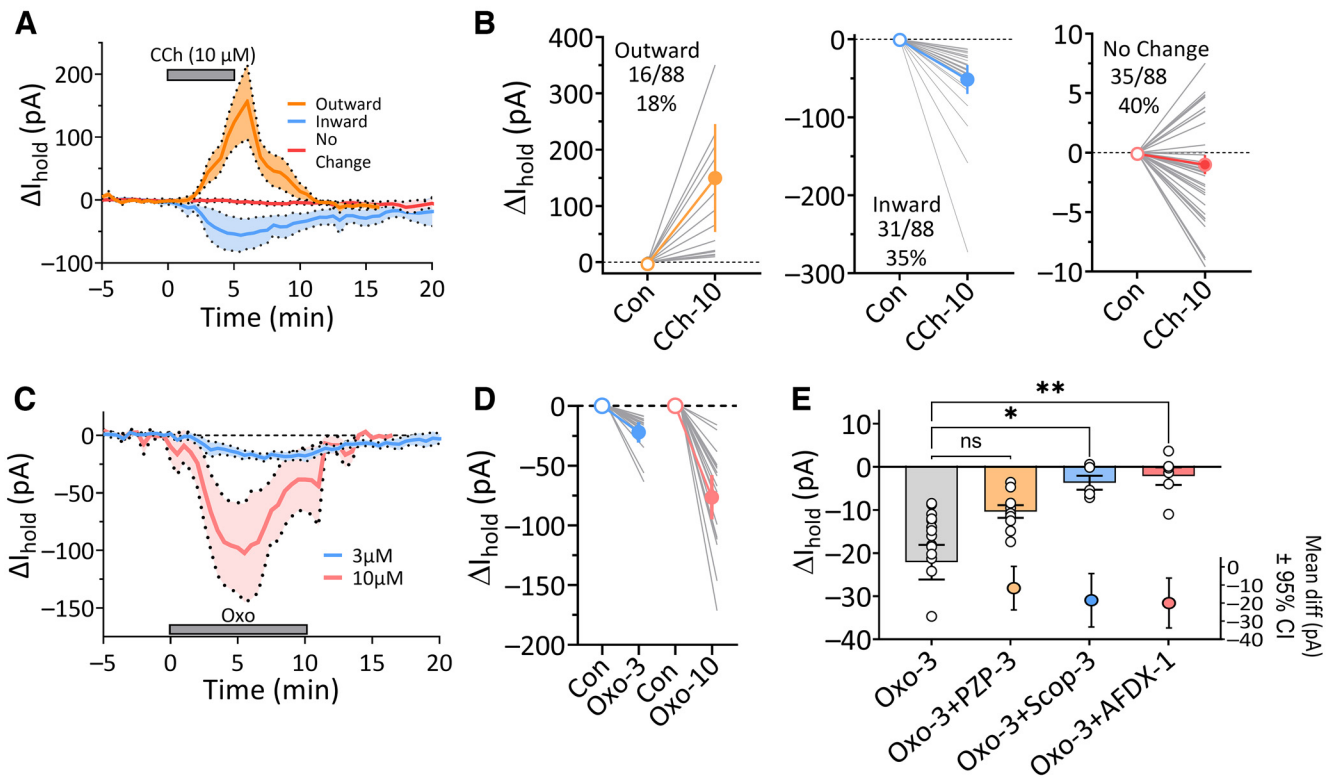 A
CCh (10 µM)
Outward
Inward
No
Change
ΔIhold (pA)
200
100
0
−100
−5
0
5
10
15
20
Time (min)
B
ΔIhold (pA)
400
300
200
100
0
Outward
16/88
18%
Con
CCh-10
0
−100
−200
−300
Inward
31/88
35%
Con
CCh-10
10
5
0
−5
−10
No Change
35/88
40%
Con
CCh-10
C
ΔIhold (pA)
0
−50
−100
−150
3µM
10µM
Oxo
−5
0
5
10
15
20
Time (min)
D
ΔIhold (pA)
0
−50
−100
−150
−200
Con
Oxo-3
Con
Oxo-10
E
**
*
ns
ΔIhold (pA)
10
0
−10
−20
−30
−40
0
−10
−20
−30
−40
Mean diff (pA)
± 95% CI
Oxo-3
Oxo-3+PZP-3
Oxo-3+Scop-3
Oxo-3+AFDX-1